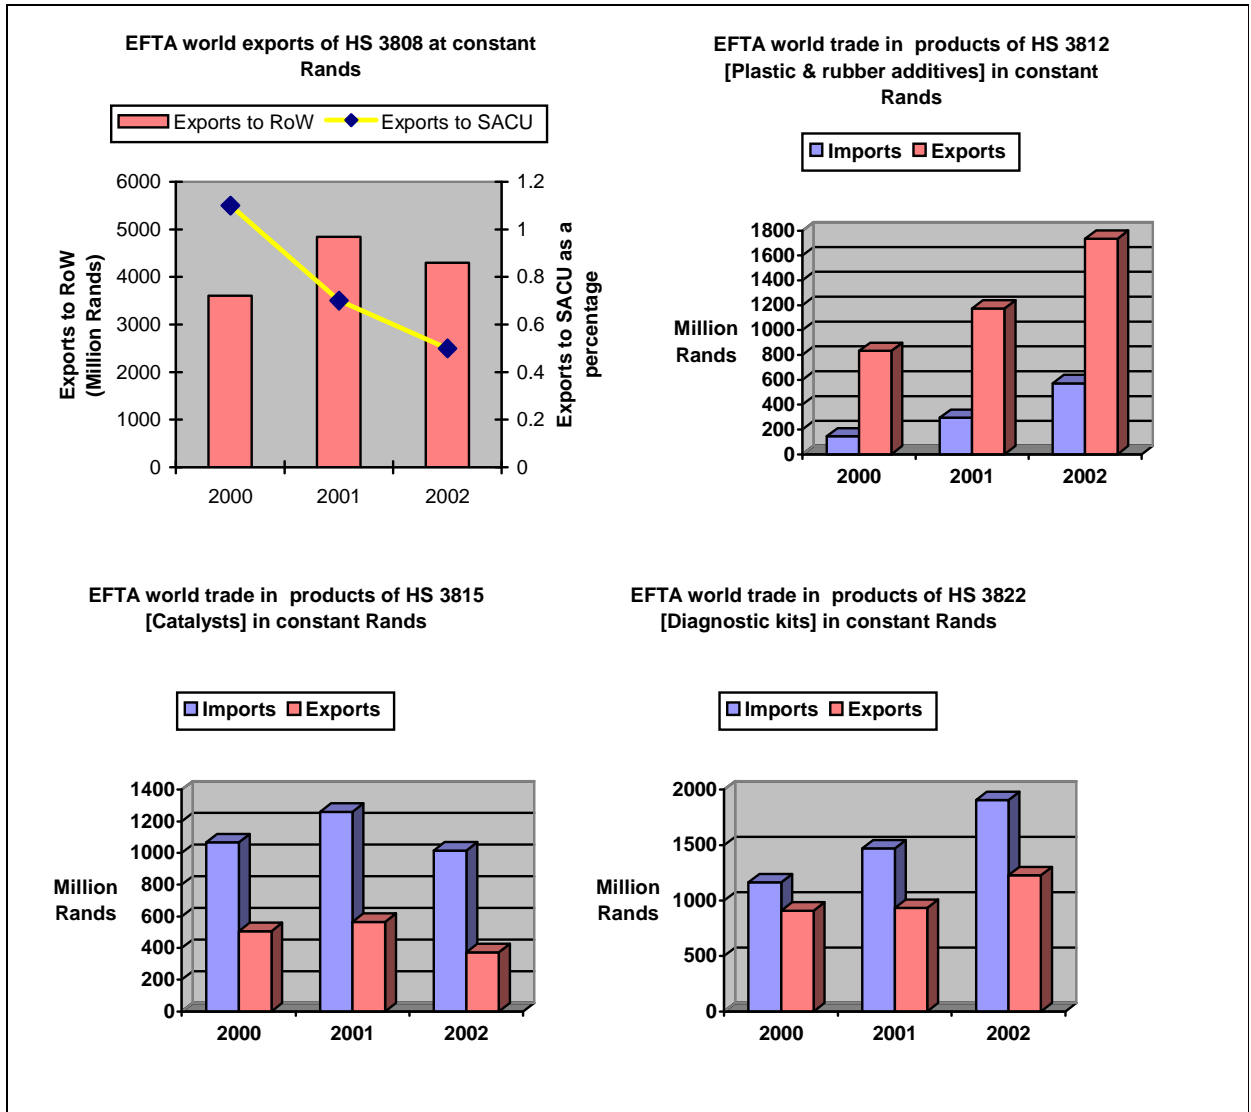 EFTA world exports of HS 3808 at constant
Rands
Exports to RoW Exports to SACU
6000
5000
4000
3000
2000
1000
0
Exports to RoW
(Million Rands)
1.2
1
0.8
0.6
0.4
0.2
0
Exports to SACU as a
percentage
2000 2001 2002
EFTA world trade in products of HS 3812
[Plastic & rubber additives] in constant
Rands
Imports Exports
Million
Rands
1800
1600
1400
1200
1000
800
600
400
200
0
2000 2001 2002
EFTA world trade in products of HS 3815
[Catalysts] in constant Rands
Imports Exports
Million
Rands
1400
1200
1000
800
600
400
200
0
2000 2001 2002
EFTA world trade in products of HS 3822
[Diagnostic kits] in constant Rands
Imports Exports
Million
Rands
2000
1500
1000
500
0
2000 2001 2002